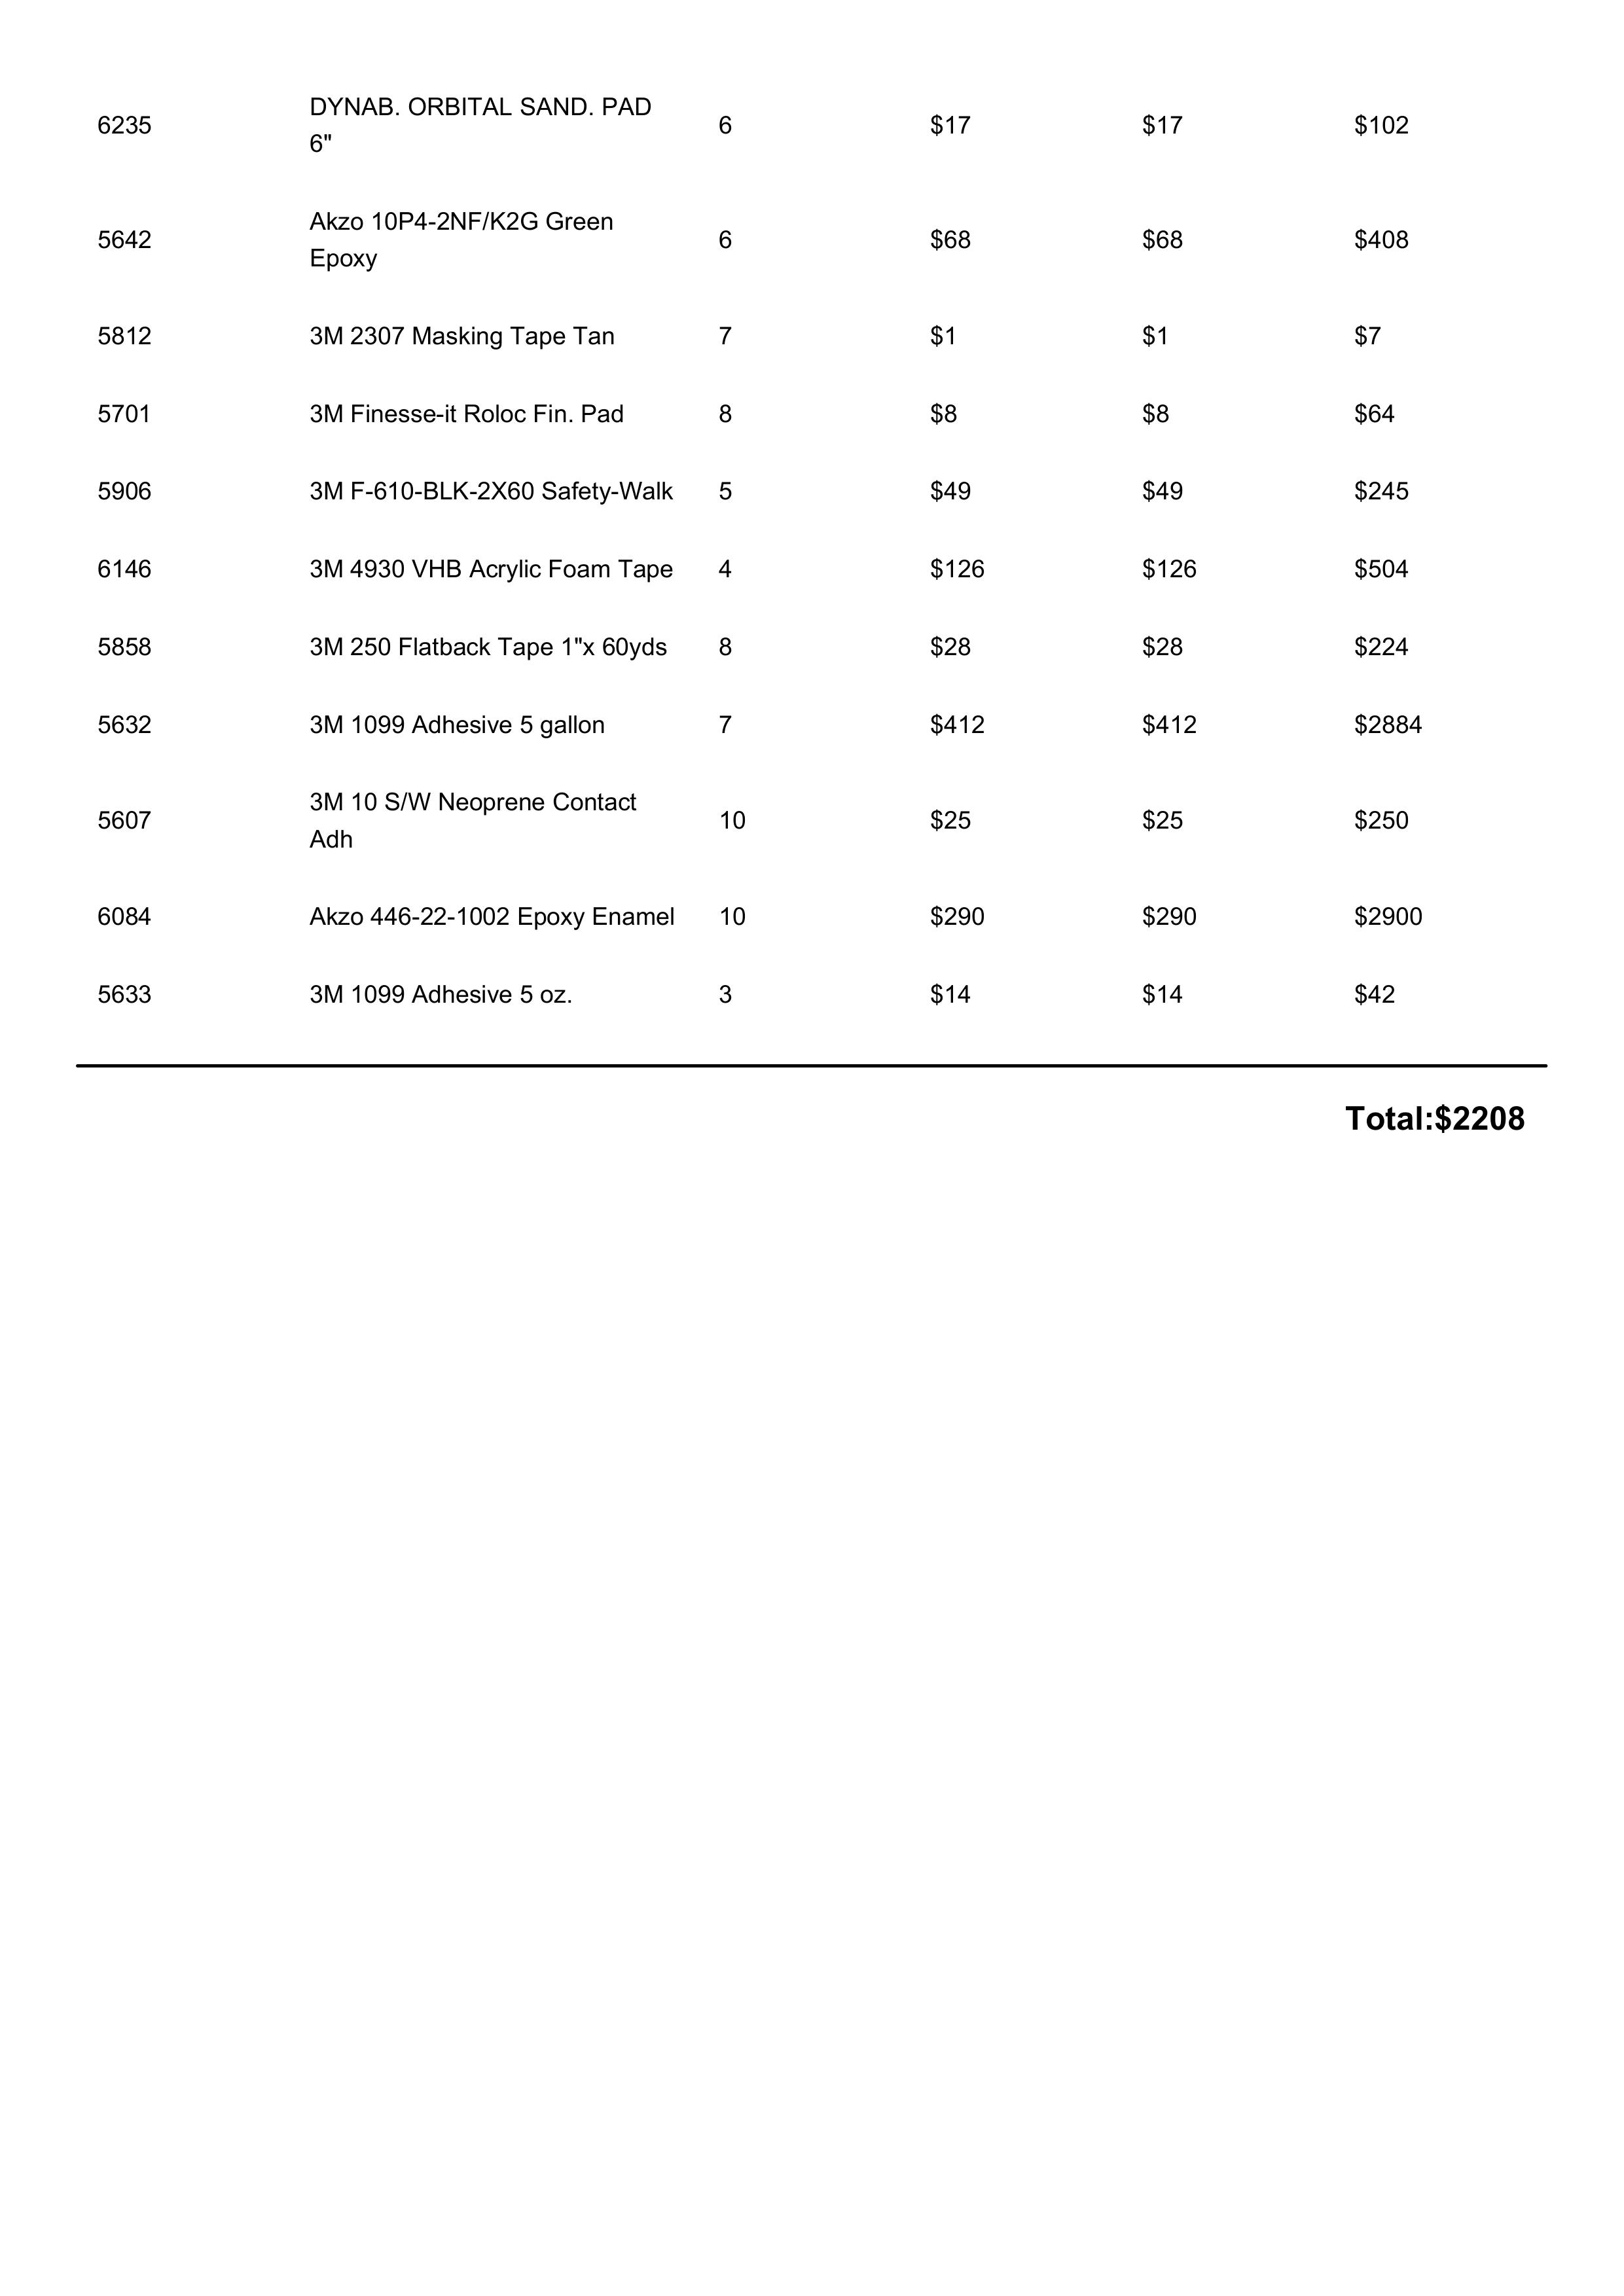 6235 DYNAB. ORBITAL SAND. PAD 6" 6 $17 $17 $102
5642 Akzo 10P4-2NF/K2G Green Epoxy 6 $68 $68 $408
5812 3M 2307 Masking Tape Tan 7 $1 $1 $7
5701 3M Finesse-it Roloc Fin. Pad 8 $8 $8 $64
5906 3M F-610-BLK-2X60 Safety-Walk 5 $49 $49 $245
6146 3M 4930 VHB Acrylic Foam Tape 4 $126 $126 $504
5858 3M 250 Flatback Tape 1"x 60yds 8 $28 $28 $224
5632 3M 1099 Adhesive 5 gallon 7 $412 $412 $2884
5607 3M 10 S/W Neoprene Contact Adh 10 $25 $25 $250
6084 Akzo 446-22-1002 Epoxy Enamel 10 $290 $290 $2900
5633 3M 1099 Adhesive 5 oz. 3 $14 $14 $42
Total:$2208